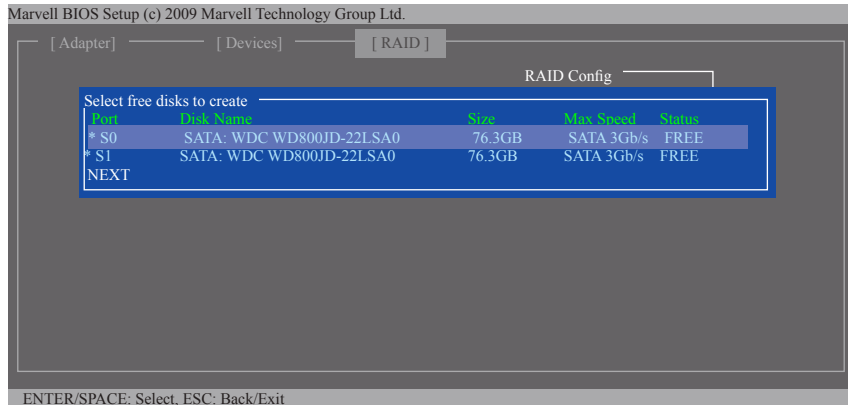 Marvell BIOS Setup (c) 2009 Marvell Technology Group Ltd.
[ Adapter] [ Devices] [ RAID ]
RAID Config
Select free disks to create
Port Disk Name Size Max Speed Status
* S0 SATA: WDC WD800JD-22LSA0 76.3GB SATA 3Gb/s FREE
* S1 SATA: WDC WD800JD-22LSA0 76.3GB SATA 3Gb/s FREE
NEXT
ENTER/SPACE: Select, ESC: Back/Exit